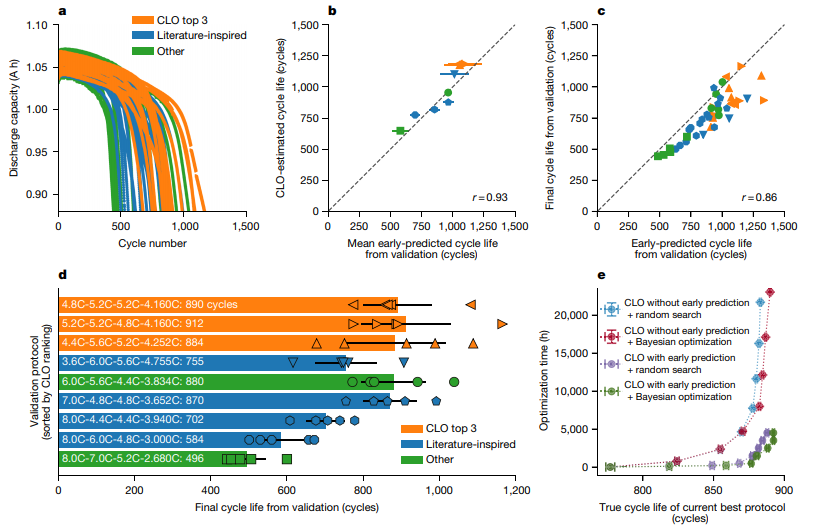 a
CLO top 3
Literature-inspired
Other
Discharge capacity (A h)
1.10
1.05
1.00
0.95
0.90
0
500
1,000
1,500
Cycle number
b
CLO-estimated cycle life (cycles)
1,500
1,250
1,000
750
500
250
0
r = 0.93
0 250 500 750 1,000 1,250 1,500
Mean early-predicted cycle life
from validation (cycles)
c
Final cycle life from validation (cycles)
1,500
1,250
1,000
750
500
250
0
r = 0.86
0 250 500 750 1,000 1,250 1,500
Early-predicted cycle life
from validation (cycles)
d
Validation protocol
(sorted by CLO ranking)
4.8C-5.2C-5.2C-4.160C: 890 cycles
5.2C-5.2C-4.8C-4.160C: 912
4.4C-5.6C-5.2C-4.252C: 884
3.6C-6.0C-5.6C-4.755C: 755
6.0C-5.6C-4.4C-3.834C: 880
7.0C-4.8C-4.8C-3.652C: 870
8.0C-4.4C-4.4C-3.940C: 702
8.0C-6.0C-4.8C-3.000C: 584
8.0C-7.0C-5.2C-2.680C: 496
CLO top 3
Literature-inspired
Other
0 200 400 600 800 1,000 1,200
Final cycle life from validation (cycles)
e
CLO without early prediction
+ random search
CLO without early prediction
+ Bayesian optimization
CLO with early prediction
+ random search
CLO with early prediction
+ Bayesian optimization
Optimization time (h)
20,000
15,000
10,000
5,000
0
800 850 900
True cycle life of current best protocol
(cycles)